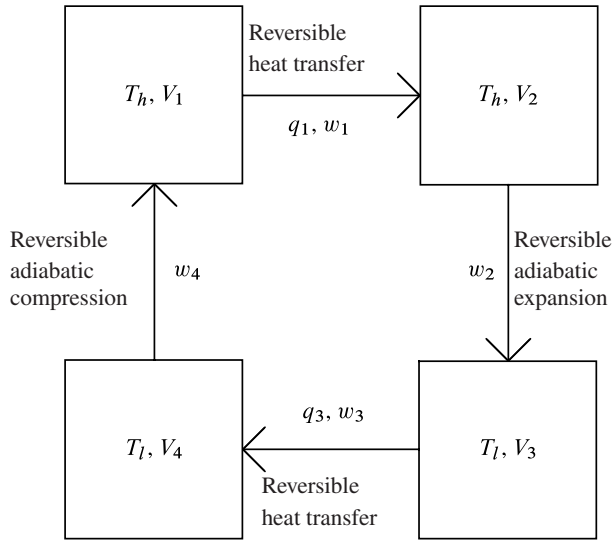 Reversible
heat transfer
T_h, V_1
T_h, V_2
q_1, w_1
Reversible
adiabatic
compression
w_4
w_2
Reversible
adiabatic
expansion
q_3, w_3
T_l, V_4
T_l, V_3
Reversible
heat transfer